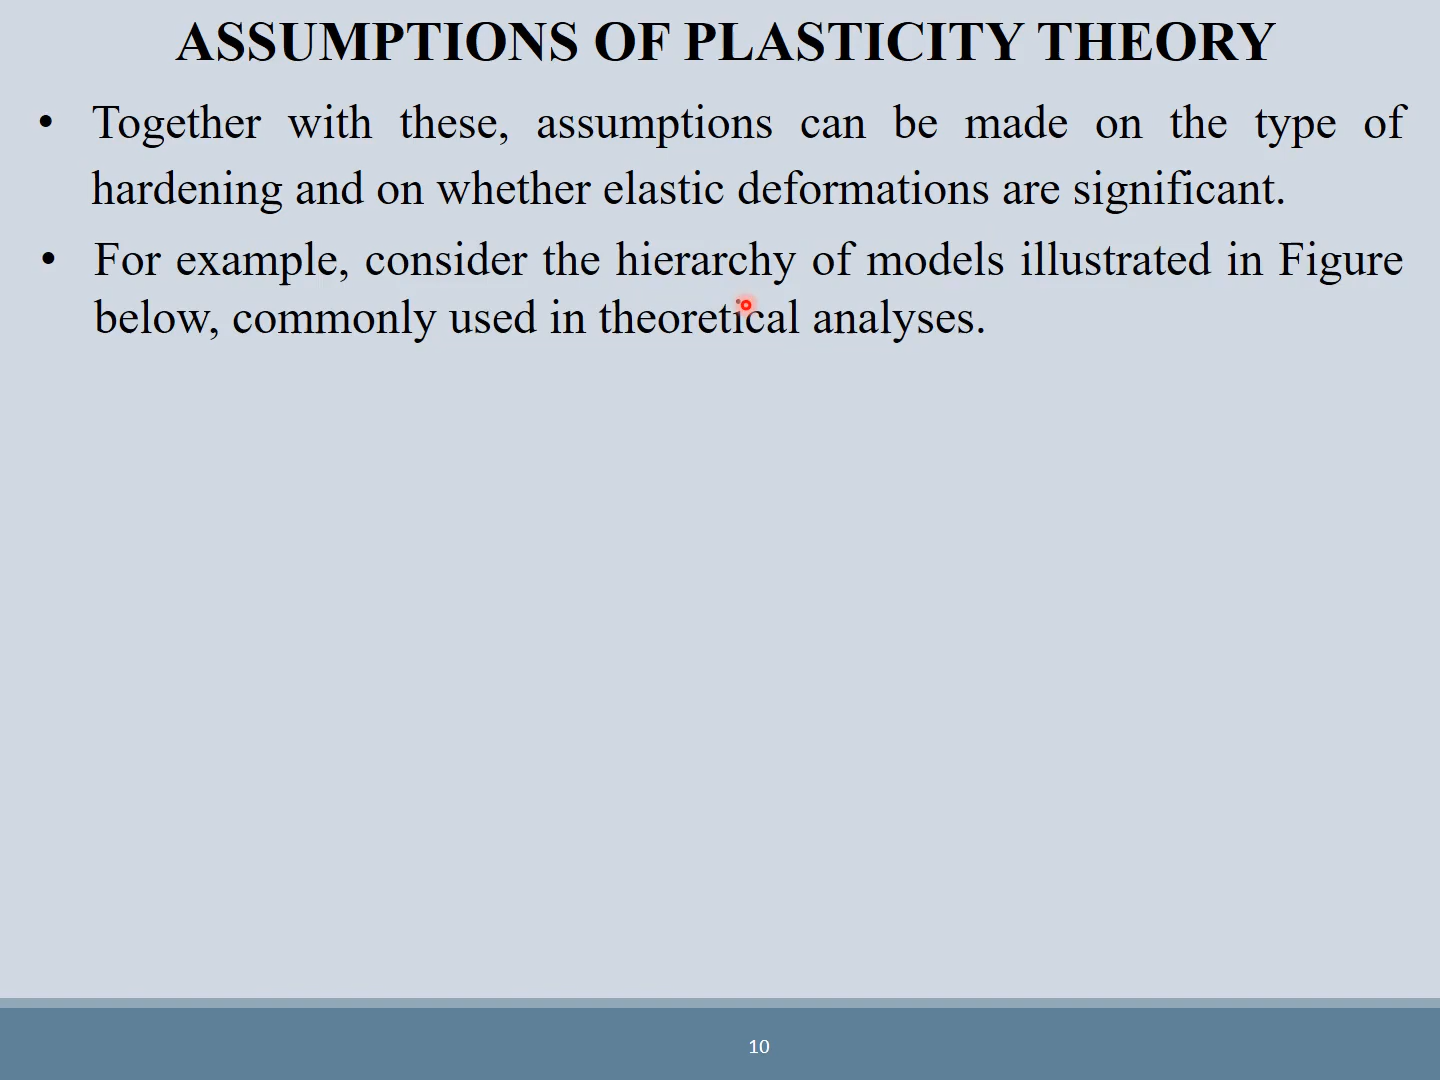 ASSUMPTIONS OF PLASTICITY THEORY
• Together with these, assumptions can be made on the type of
hardening and on whether elastic deformations are significant.
• For example, consider the hierarchy of models illustrated in Figure
below, commonly used in theoretical analyses.
10